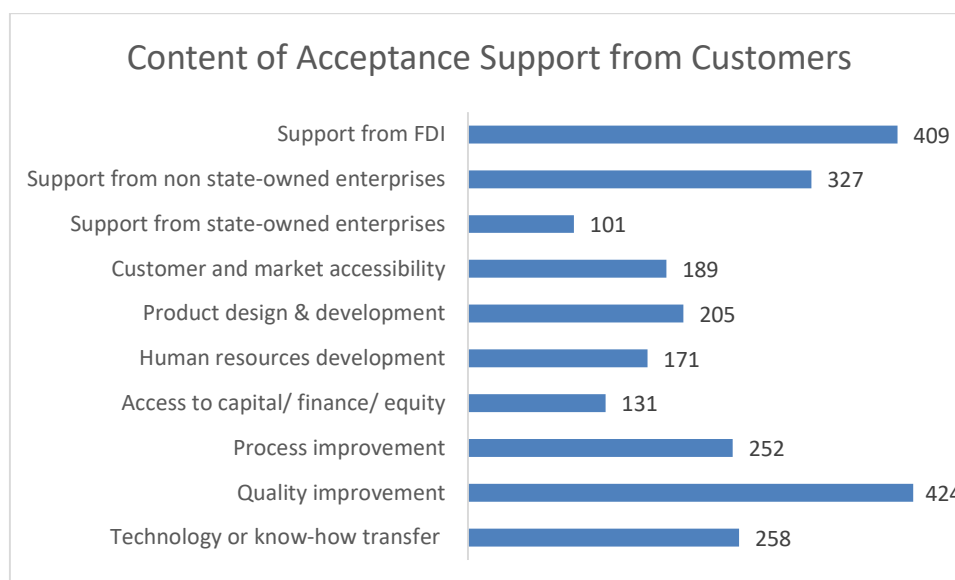 Content of Acceptance Support from Customers
Support from FDI 409
Support from non state-owned enterprises 327
Support from state-owned enterprises 101
Customer and market accessibility 189
Product design & development 205
Human resources development 171
Access to capital/ finance/ equity 131
Process improvement 252
Quality improvement 424
Technology or know-how transfer 258